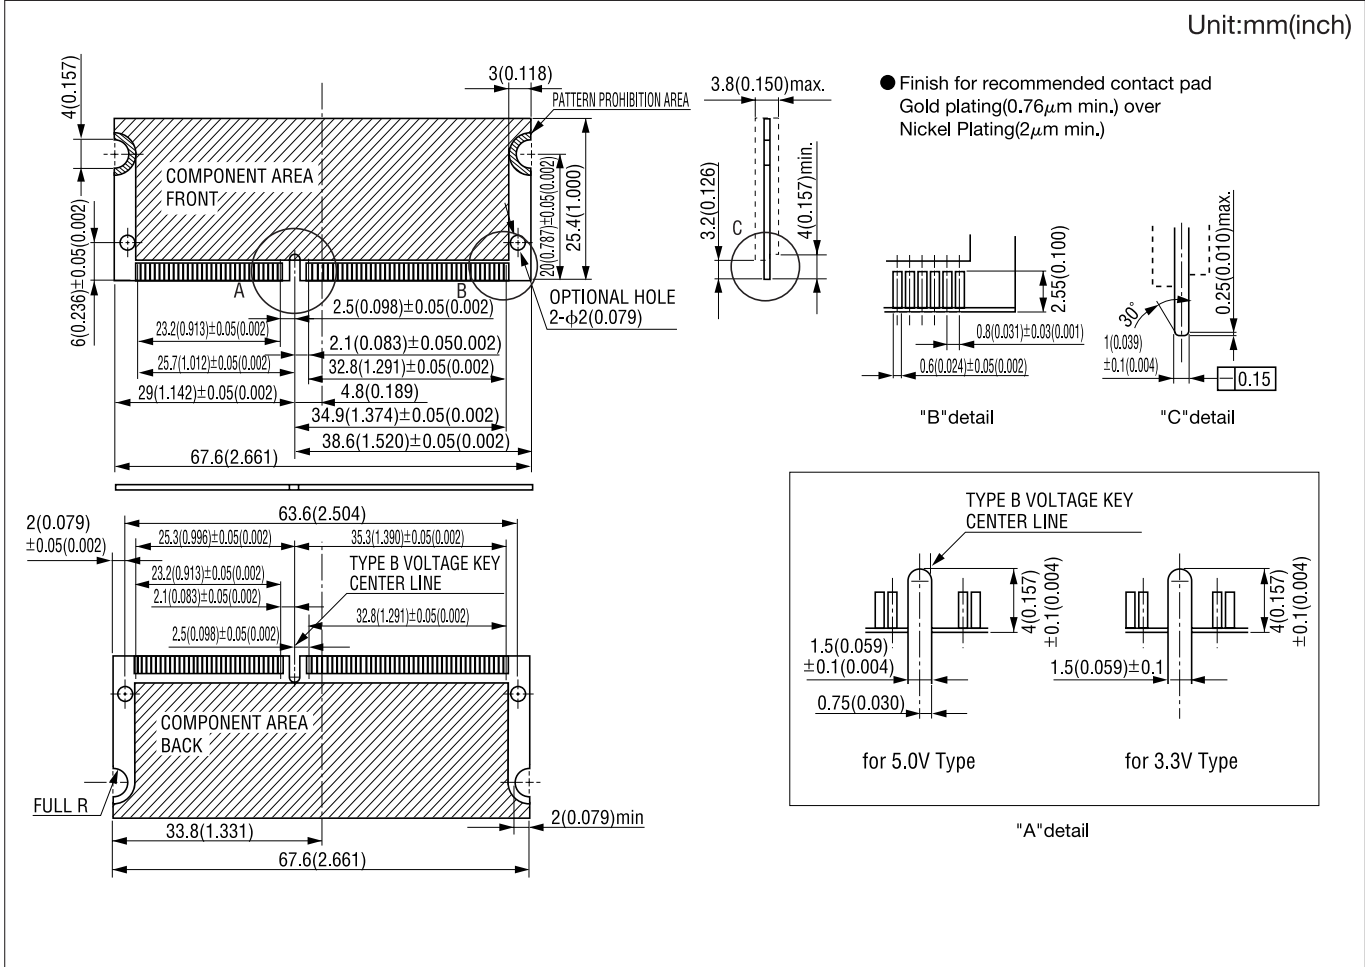 Unit:mm(inch)
4(0.157)
3(0.118)
PATTERN PROHIBITION AREA
COMPONENT AREA
FRONT
6(0.236)±0.05(0.002)
20(0.787)±0.05(0.002)
25.4(1.000)
A
B
OPTIONAL HOLE
2-ϕ2(0.079)
2.5(0.098)±0.05(0.002)
23.2(0.913)±0.05(0.002)
2.1(0.083)±0.050.002)
25.7(1.012)±0.05(0.002)
32.8(1.291)±0.05(0.002)
29(1.142)±0.05(0.002)
4.8(0.189)
34.9(1.374)±0.05(0.002)
38.6(1.520)±0.05(0.002)
67.6(2.661)
3.8(0.150)max.
3.2(0.126)
C
4(0.157)min.
● Finish for recommended contact pad
Gold plating(0.76μm min.) over
Nickel Plating(2μm min.)
2.55(0.100)
0.8(0.031)±0.03(0.001)
0.6(0.024)±0.05(0.002)
"B"detail
0.25(0.010)max.
30°
1(0.039)
±0.1(0.004)
0.15
"C"detail
2(0.079)
±0.05(0.002)
63.6(2.504)
25.3(0.996)±0.05(0.002)
35.3(1.390)±0.05(0.002)
23.2(0.913)±0.05(0.002)
TYPE B VOLTAGE KEY
CENTER LINE
2.1(0.083)±0.05(0.002)
32.8(1.291)±0.05(0.002)
2.5(0.098)±0.05(0.002)
COMPONENT AREA
BACK
FULL R
33.8(1.331)
2(0.079)min
67.6(2.661)
TYPE B VOLTAGE KEY
CENTER LINE
4(0.157)
±0.1(0.004)
1.5(0.059)
±0.1(0.004)
0.75(0.030)
for 5.0V Type
4(0.157)
±0.1(0.004)
1.5(0.059)±0.1
for 3.3V Type
"A"detail